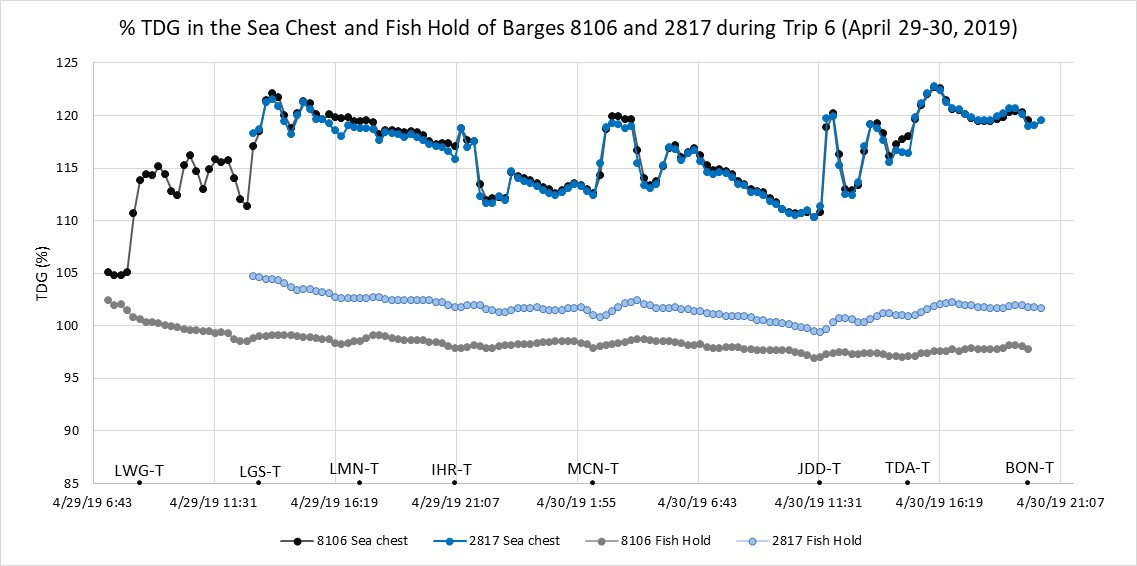 % TDG in the Sea Chest and Fish Hold of Barges 8106 and 2817 during Trip 6 (April 29-30, 2019)
125
120
115
110
105
100
95
90
85
TDG (%)
LWG-T LGS-T LMN-T IHR-T MCN-T JDD-T TDA-T BON-T
4/29/19 6:43 4/29/19 11:31 4/29/19 16:19 4/29/19 21:07 4/30/19 1:55 4/30/19 6:43 4/30/19 11:31 4/30/19 16:19 4/30/19 21:07
8106 Sea chest 2817 Sea chest 8106 Fish Hold 2817 Fish Hold